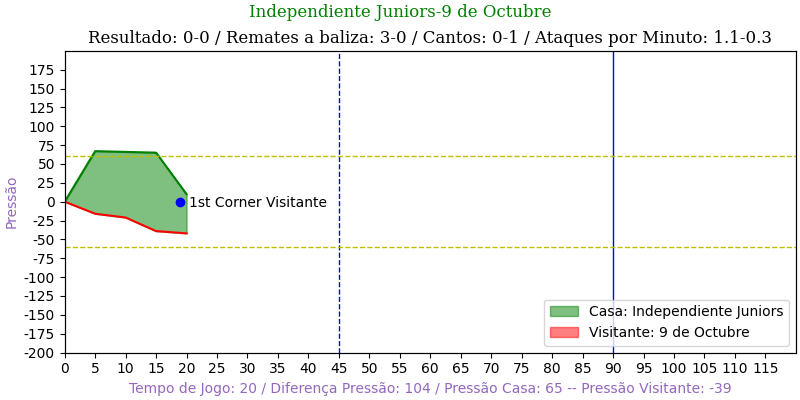 Independiente Juniors-9 de Octubre
Resultado: 0-0 / Remates a baliza: 3-0 / Cantos: 0-1 / Ataques por Minuto: 1.1-0.3
Pressão
175
150
125
100
75
50
25
0
-25
-50
-75
-100
-125
-150
-175
-200
1st Corner Visitante
Casa: Independiente Juniors
Visitante: 9 de Octubre
0 5 10 15 20 25 30 35 40 45 50 55 60 65 70 75 80 85 90 95 100 105 110 115
Tempo de Jogo: 20 / Diferença Pressão: 104 / Pressão Casa: 65 -- Pressão Visitante: -39